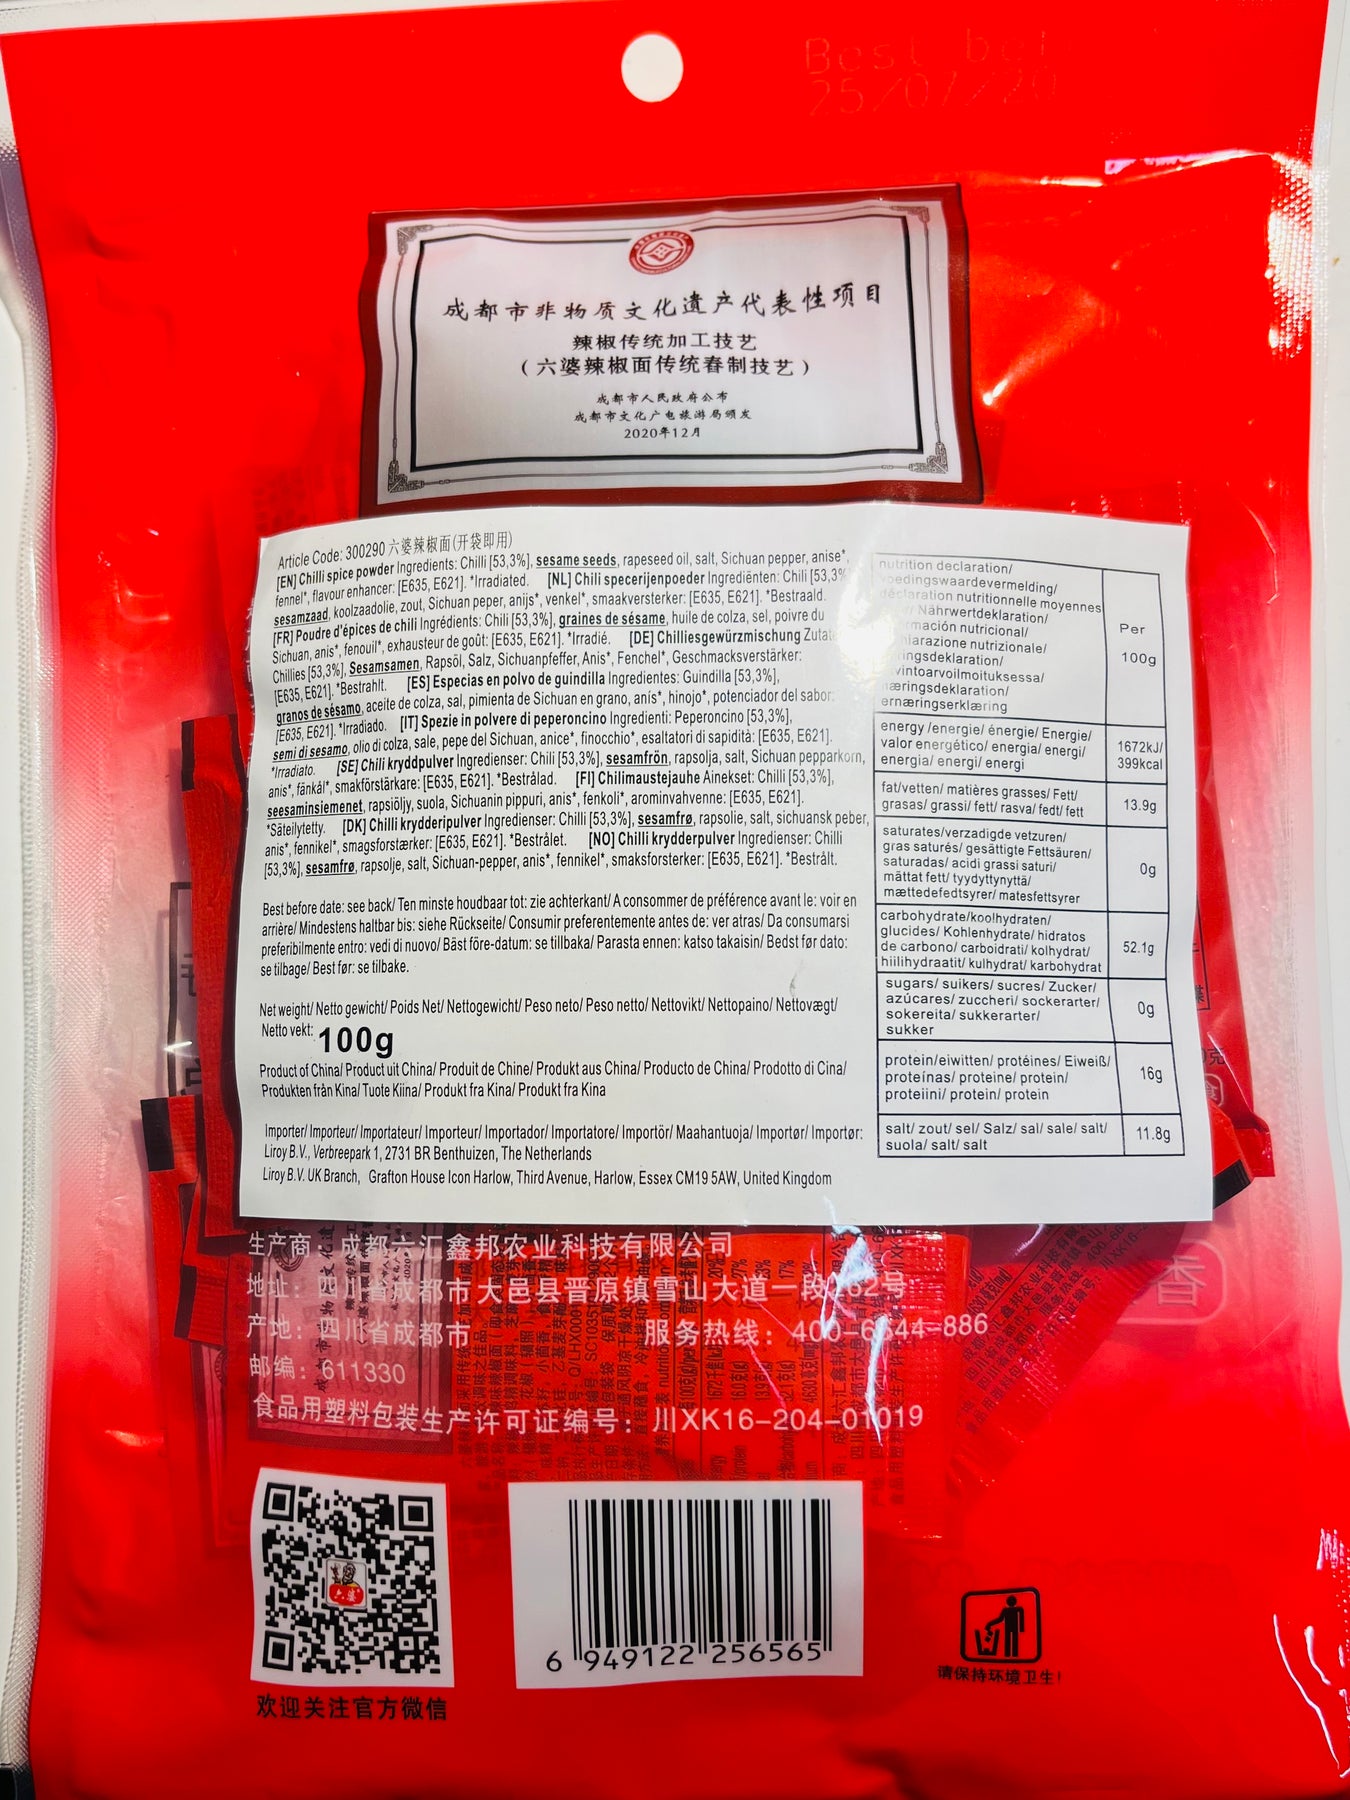 Best be
25/07/20
成都市非物质文化遗产代表性项目
辣椒传统加工技艺
(六婆辣椒面传统舂制技艺)
成都市人民政府公布
成都市文化广电旅游局颁发
2020年12月
Article Code: 300290 六婆辣椒面(开袋即用)
[EN] Chilli spice powder Ingredients: Chilli [53,3%], sesame seeds, rapeseed oil, salt, Sichuan pepper, anise*,
fennel*, flavour enhancer: [E635, E621]. *Irradiated. [NL] Chili specerijenpoeder Ingrediënten: Chili [53,3%
sesamzaad, koolzaadolie, zout, Sichuan peper, anijs*, venkel*, smaakversterker: [E635, E621]. *Bestraald.
[FR] Poudre d'épices de chili Ingrédients: Chili [53,3%], graines de sésame, huile de colza, sel, poivre du
Sichuan, anis*, fenouil*, exhausteur de goût: [E635, E621]. *Irradié. [DE] Chilliesgewürzmischung Zutate
Chillies [53,3%], Sesamsamen, Rapsöl, Salz, Sichuanpfeffer, Anis*, Fenchel*, Geschmacksverstärker:
[E635, E621]. *Bestrahlt. [ES] Especias en polvo de guindilla Ingredientes: Guindilla [53,3%],
granos de sésamo, aceite de colza, sal, pimienta de Sichuan en grano, anís*, hinojo*, potenciador del sabor:
[E635, E621]. *Irradiado. [IT] Spezie in polvere di peperoncino Ingredienti: Peperoncino [53,3%],
semi di sesamo, olio di colza, sale, pepe del Sichuan, anice*, finocchio*, esaltatori di sapidità: [E635, E621].
*Irradiato. [SE] Chili kryddpulver Ingredienser: Chili [53,3%], sesamfrön, rapsolja, salt, Sichuan pepparkorn,
anis*, fänkål*, smakförstärkare: [E635, E621]. *Bestrålad. [FI] Chilimaustejauhe Ainekset: Chilli [53,3%],
seesaminsiemenet, rapsiöljy, suola, Sichuanin pippuri, anis*, fenkoli*, arominvahvenne: [E635, E621].
*Säteilytetty. [DK] Chilli krydderipulver Ingredienser: Chilli [53,3%], sesamfrø, rapsolie, salt, sichuansk peber,
anis*, fennikel*, smagsforstærker: [E635, E621]. *Bestrålet. [NO] Chilli krydderpulver Ingredienser: Chilli
[53,3%], sesamfrø, rapsolje, salt, Sichuan-pepper, anis*, fennikel*, smaksforsterker: [E635, E621]. *Bestrålt.
Best before date: see back/ Ten minste houdbaar tot: zie achterkant/ A consommer de préférence avant le: voir en
arrière/ Mindestens haltbar bis: siehe Rückseite/ Consumir preferentemente antes de: ver atras/ Da consumarsi
preferibilmente entro: vedi di nuovo/ Bäst före-datum: se tillbaka/ Parasta ennen: katso takaisin/ Bedst før dato:
se tilbage/ Best før: se tilbake.
Net weight/ Netto gewicht/ Poids Net/ Nettogewicht/ Peso neto/ Peso netto/ Nettovikt/ Nettopaino/ Nettovægt/
Netto vekt: 100g
Product of China/ Product uit China/ Produit de Chine/ Produkt aus China/ Producto de China/ Prodotto di Cina/
Produkten från Kina/ Tuote Kiina/ Produkt fra Kina/ Produkt fra Kina
Importer/ Importeur/ Importateur/ Importeur/ Importador/ Importatore/ Importör/ Maahantuoja/ Importør/ Importør:
Liroy B.V., Verbreepark 1, 2731 BR Benthuizen, The Netherlands
Liroy B.V. UK Branch, Grafton House Icon Harlow, Third Avenue, Harlow, Essex CM19 5AW, United Kingdom
nutrition declaration/
oedingswaardevermelding/
déclaration nutritionnelle moyennes
Nährwertdeklaration/
mación nutricional/
iarazione nutrizionale/
ingsdeklaration/
vintoarvoilmoituksessa/
næringsdeklaration/
ernæringserklæring
Per
100g
energy /energie/ énergie/ Energie/
valor energético/ energia/ energi/
energia/ energi/ energi
1672kJ/
399kcal
fat/vetten/ matières grasses/ Fett/
grasas/ grassi/ fett/ rasva/ fedt/ fett
13.9g
saturates/verzadigde vetzuren/
gras saturés/ gesättigte Fettsäuren/
saturadas/ acidi grassi saturi/
mättat fett/ tyydyttynyttä/
mættedefedtsyrer/ matesfettsyrer
0g
carbohydrate/koolhydraten/
glucides/ Kohlenhydrate/ hidratos
de carbono/ carboidrati/ kolhydrat/
hiilihydraatit/ kulhydrat/ karbohydrat
52.1g
sugars/ suikers/ sucres/ Zucker/
azúcares/ zuccheri/ sockerarter/
sokereita/ sukkerarter/
sukker
0g
protein/eiwitten/ protéines/ Eiweiß/
proteínas/ proteine/ protein/
proteiini/ protein/ protein
16g
salt/ zout/ sel/ Salz/ sal/ sale/ salt/
suola/ salt/ salt
11.8g
生产商：成都六汇鑫邦农业科技有限公司
地址：四川省成都市大邑县晋原镇雪山大道一段162号
产地：四川省成都市 服务热线：400-6644-886
邮编：611330
食品用塑料包装生产许可证编号：川XK16-204-01019
香
六婆
欢迎关注官方微信
6 949122 256565
请保持环境卫生!